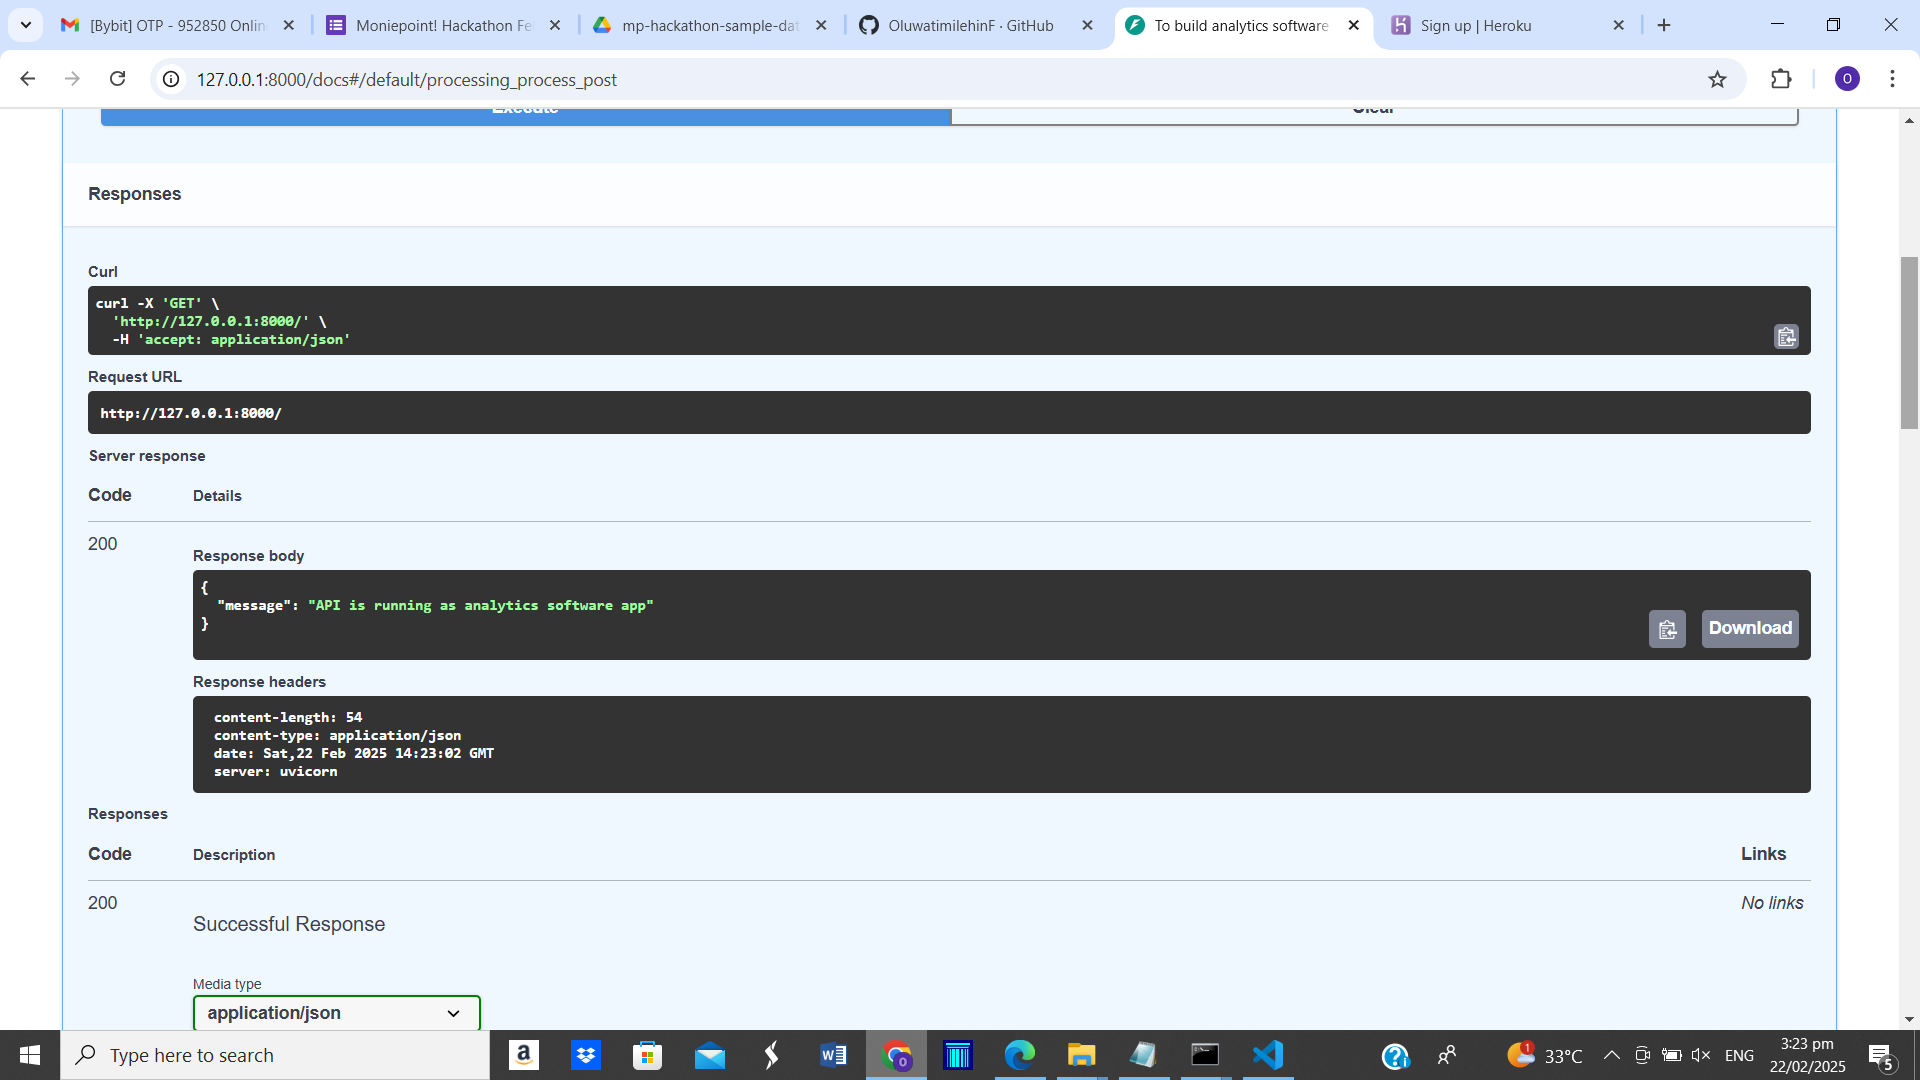 [Bybit] OTP - 952850 Onlin
Moniepoint! Hackathon Fe
mp-hackathon-sample-dat
OluwatimilehinF · GitHub
To build analytics software
Sign up | Heroku
127.0.0.1:8000/docs#/default/processing_process_post
O
Execute
Clear
Responses
Curl
curl -X 'GET' \
'http://127.0.0.1:8000/' \
-H 'accept: application/json'
Request URL
http://127.0.0.1:8000/
Server response
Code Details
200
Response body
{
"message": "API is running as analytics software app"
}
Download
Response headers
content-length: 54
content-type: application/json
date: Sat,22 Feb 2025 14:23:02 GMT
server: uvicorn
Responses
Code Description Links
200 No links
Successful Response
Media type
application/json
Type here to search
1
33°C
ENG
3:23 pm
22/02/2025
5